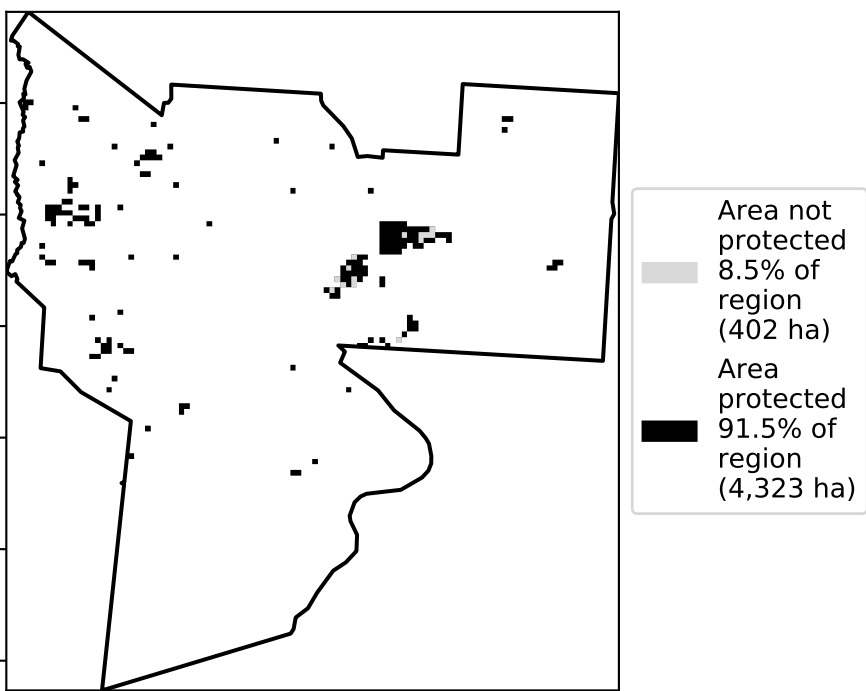 Area not
protected
8.5% of
region
(402 ha)
Area
protected
91.5% of
region
(4,323 ha)